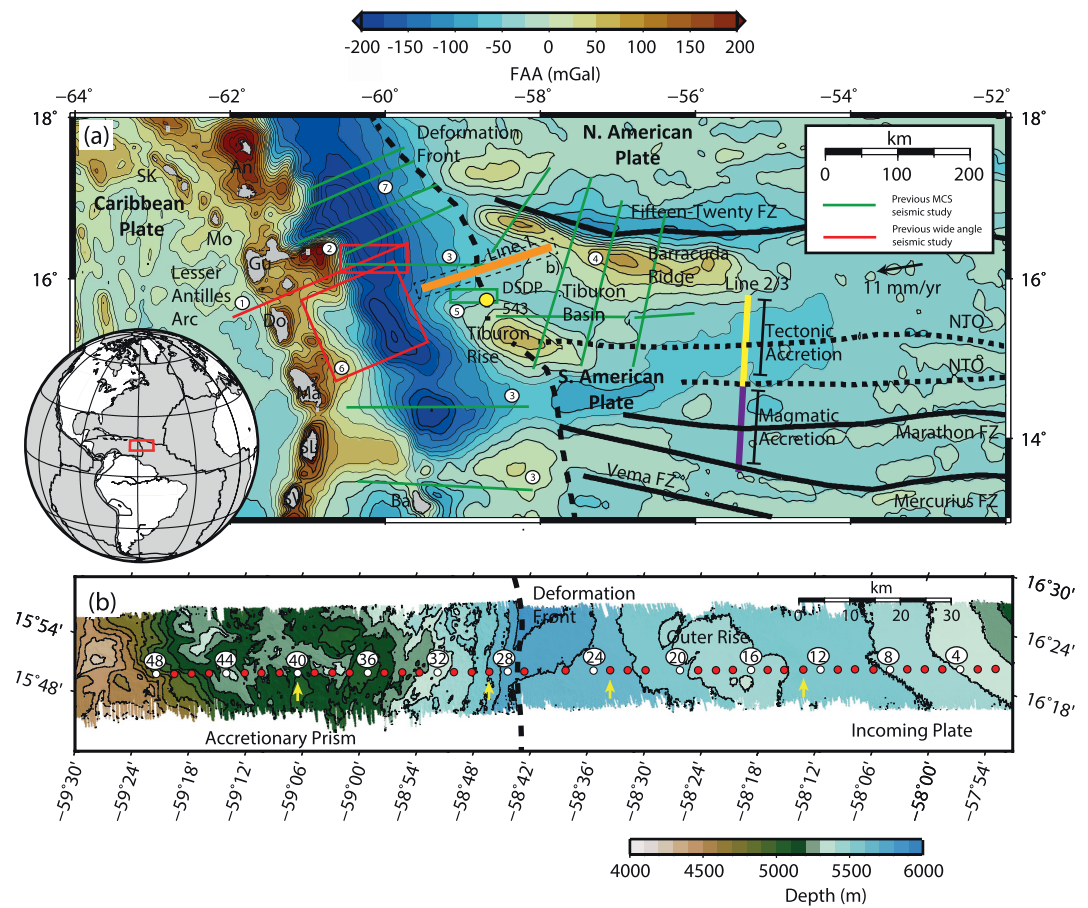 -200 -150 -100 -50 0 50 100 150 200
FAA (mGal)
−64 −62 −60 −58 −56 −54 −52
18°
16°
14°
(a)
Deformation
Front
N. American
Plate
km
0 100 200
Previous MCS
seismic study
Previous wide angle
seismic study
An
SK
Caribbean
Plate
7
Mo
Fifteen-Twenty FZ
2
Gr
3
Line 1
b)
4
Barracuda
Ridge
11 mm/yr
Lesser
Antilles
Arc
1
Do
DSDP
543
5
Tiburon
Basin
Line 2/3
NTO
Tiburon
Rise
Tectonic
Accretion
NTO
6
Ma
3
S. American
Plate
Magmatic
Accretion
Marathon FZ
SL
3
Vema FZ
Ba
Mercurius FZ
(b)
Deformation
Front
km
0 10 20 30
16°30'
16°24'
16°18'
15°54'
15°48'
Outer Rise
48 44 40 36 32 28 24 20 16 12 8 4
Accretionary Prism
Incoming Plate
−59°30' −59°24' −59°18' −59°12' −59°06' −59°00' −58°54' −58°48' −58°42' −58°36' −58°30' −58°24' −58°18' −58°12' −58°06' −58°00' −57°54'
4000 4500 5000 5500 6000
Depth (m)